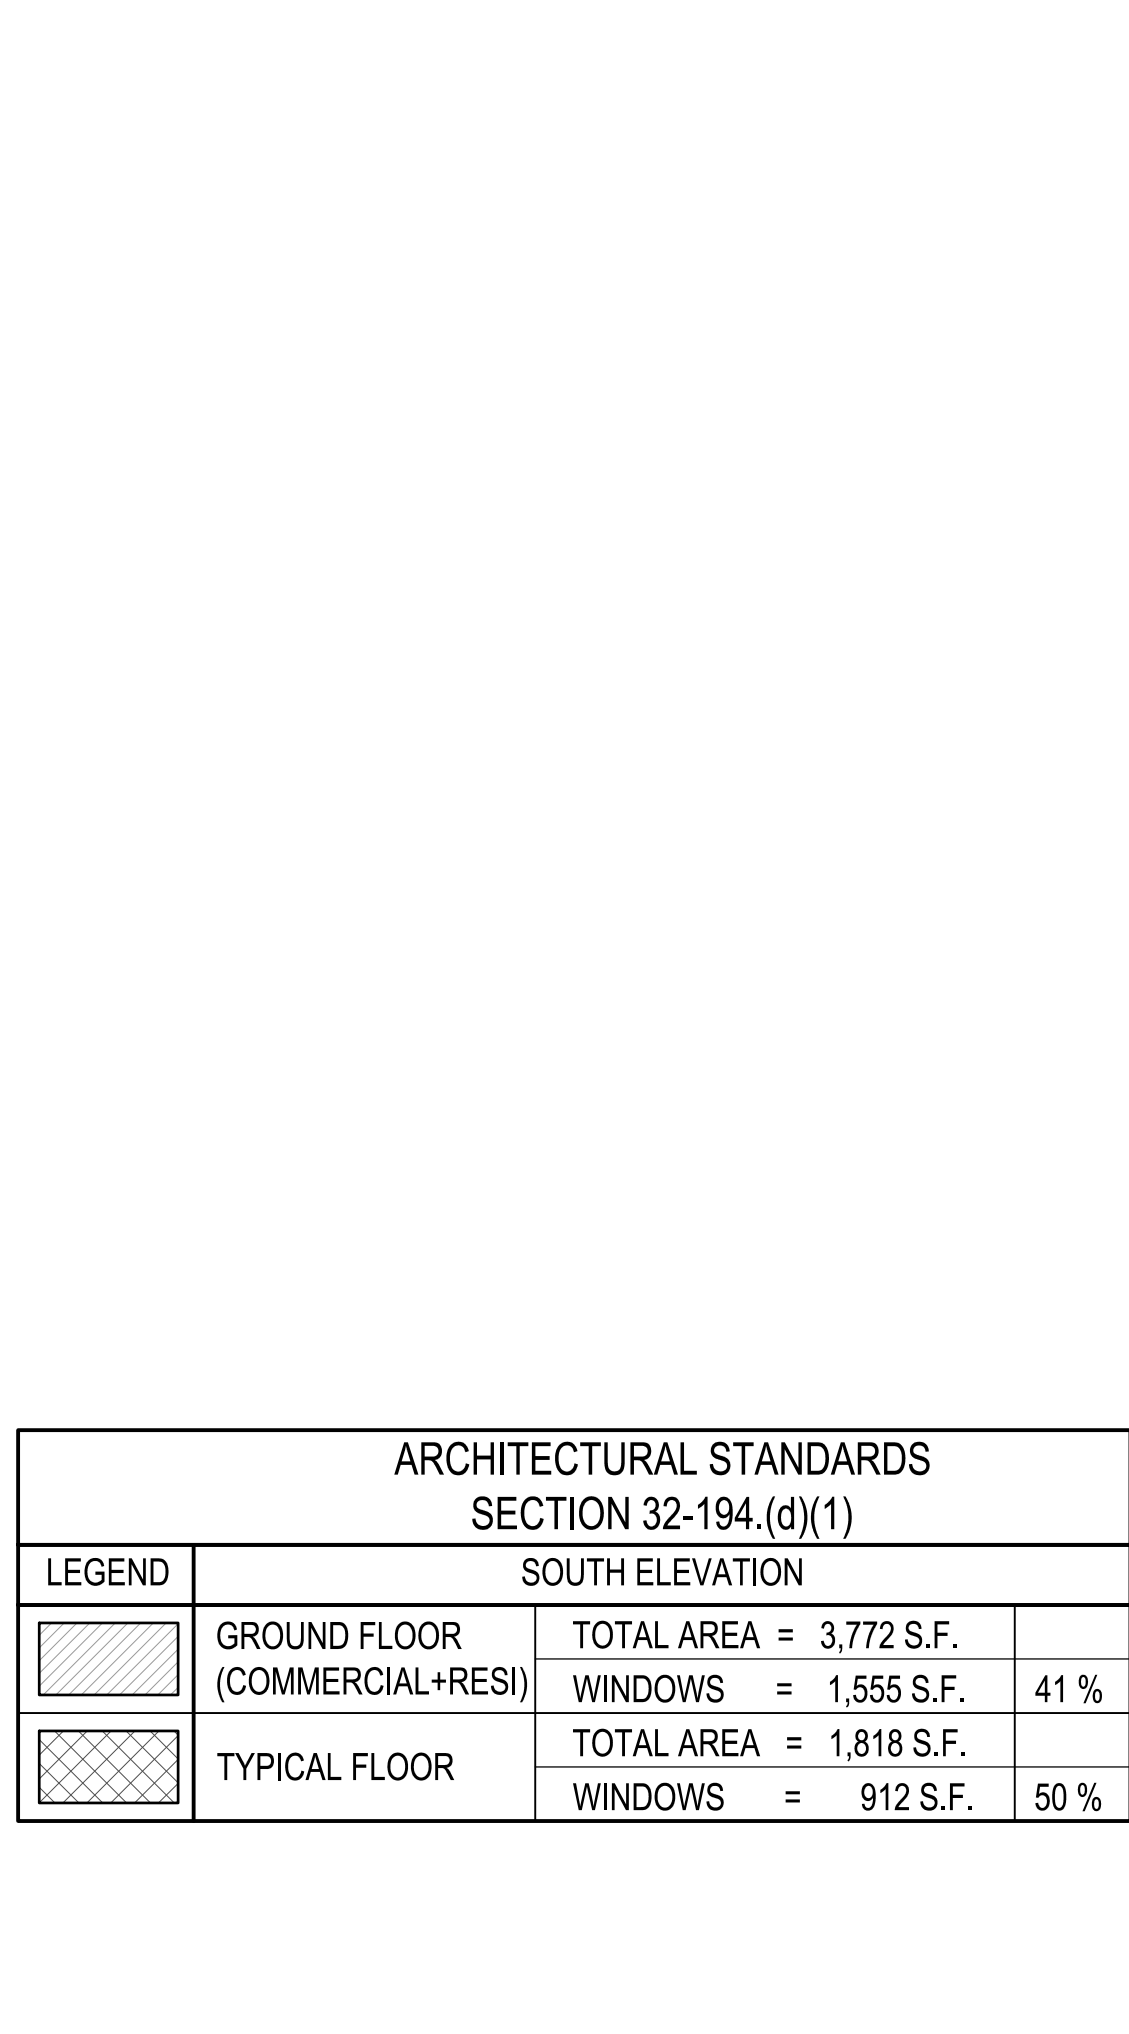 ARCHITECTURAL STANDARDS
SECTION 32-194.(d)(1)
LEGEND SOUTH ELEVATION
GROUND FLOOR
(COMMERCIAL+RESI)
TOTAL AREA = 3,772 S.F.
WINDOWS = 1,555 S.F. 41 %
TYPICAL FLOOR
TOTAL AREA = 1,818 S.F.
WINDOWS = 912 S.F. 50 %